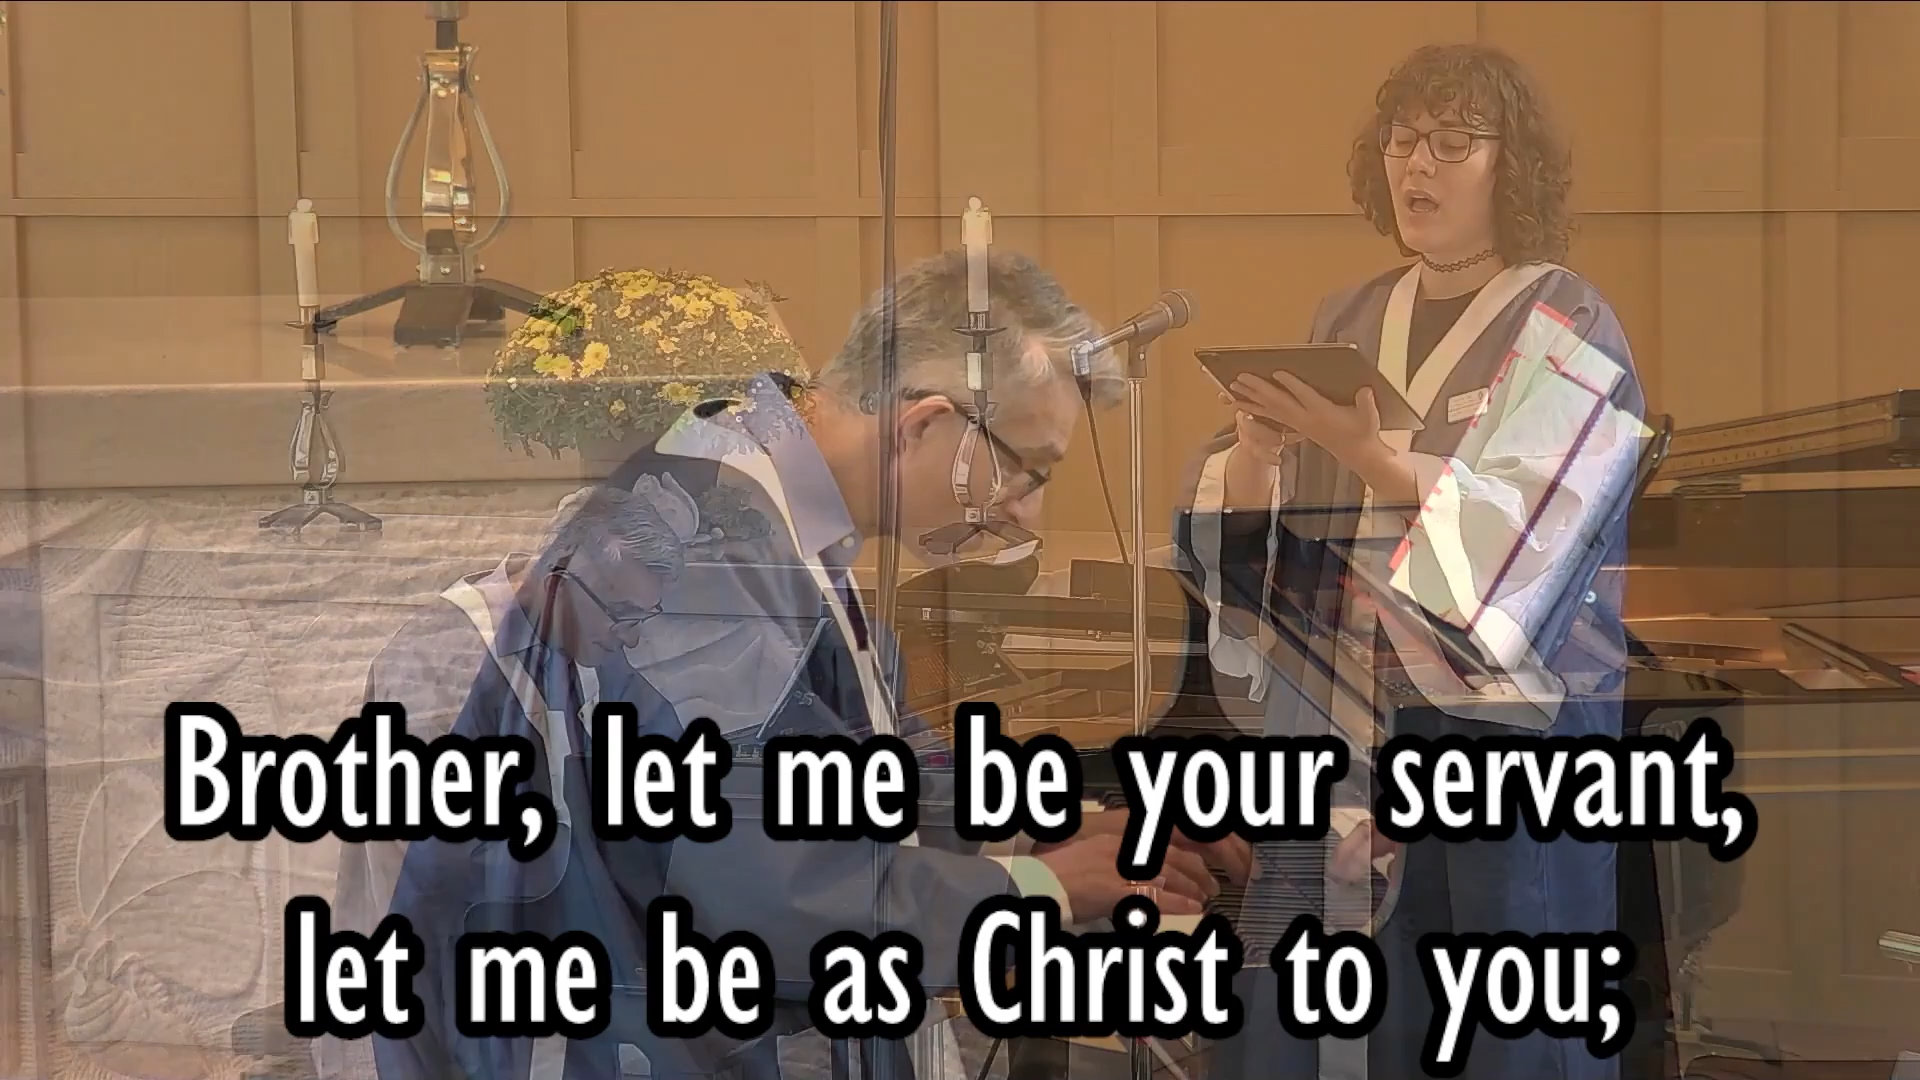 Brother, let me be your servant,
let me be as Christ to you;